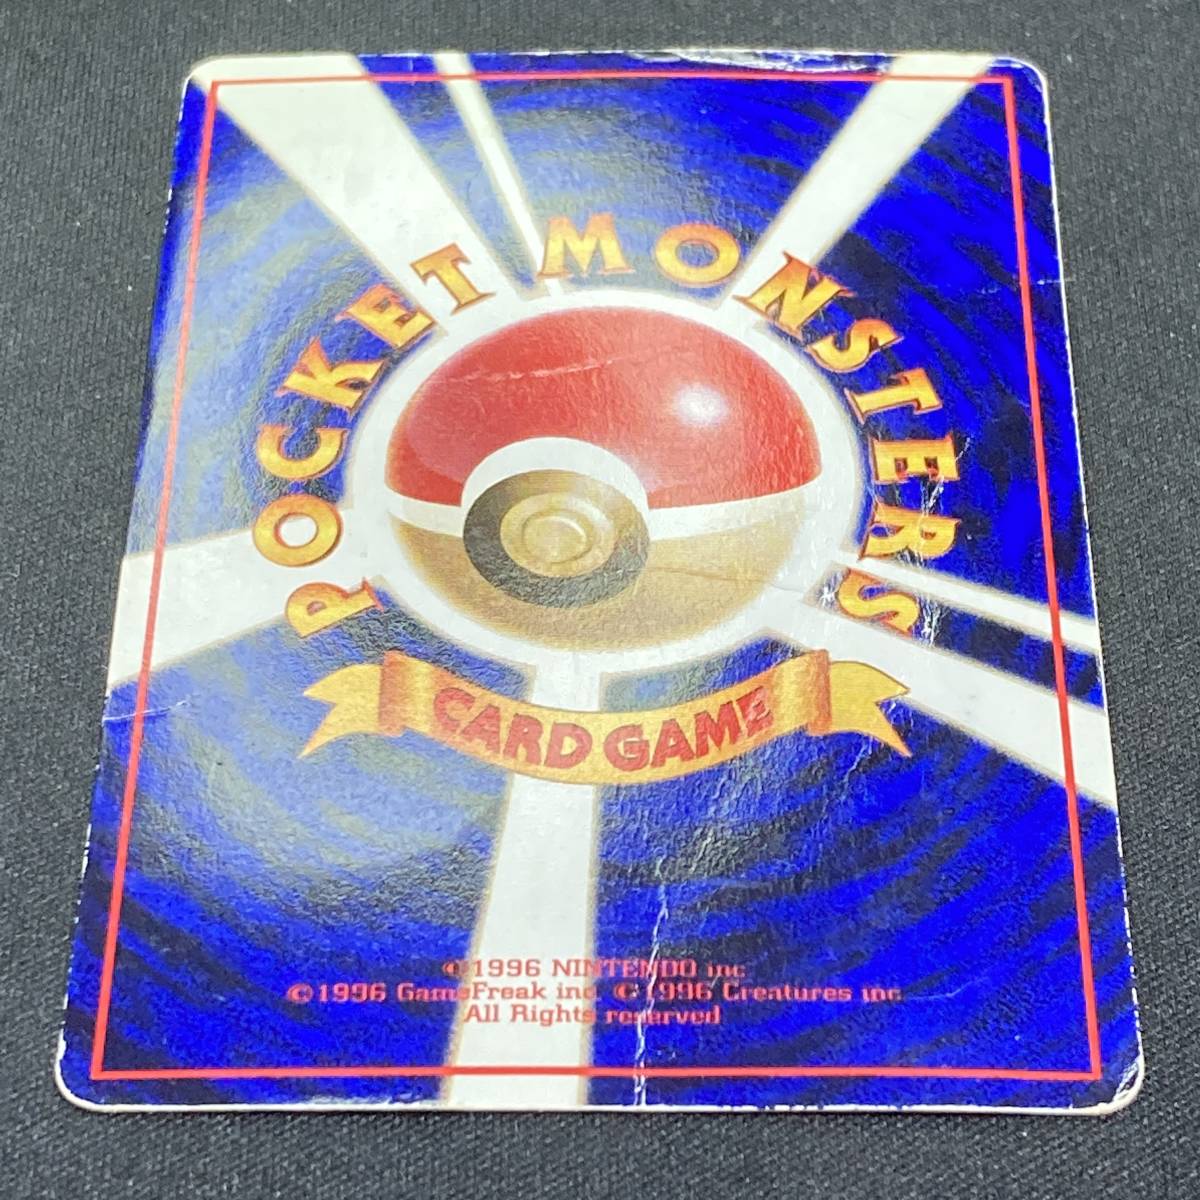 POCKET MONSTERS
CARD GAME
©1996 NINTENDO inc
©1996 GameFreak inc. ©1996 Creatures inc.
All Rights reserved